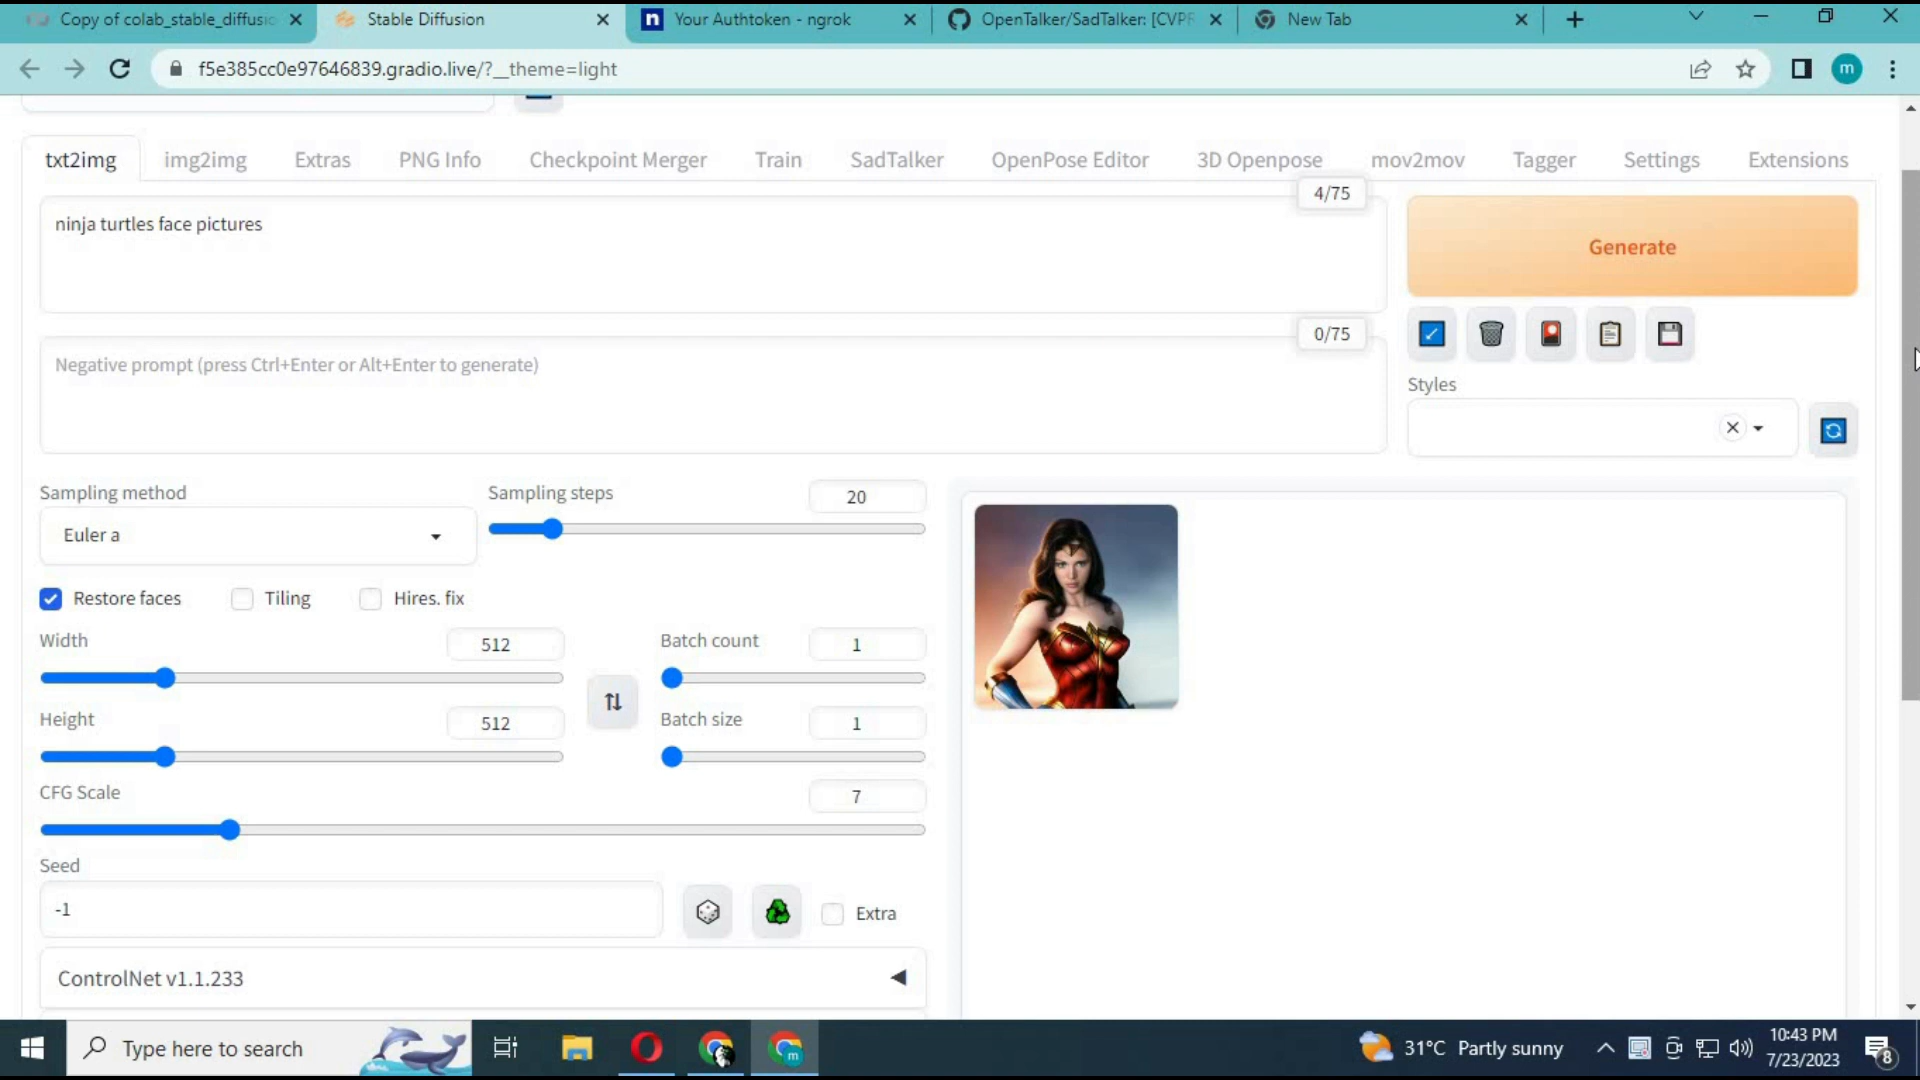 Copy of colab_stable_diffusio
Stable Diffusion
n Your Authtoken - ngrok
OpenTalker/SadTalker: [CVPR
New Tab
f5e385cc0e97646839.gradio.live/?__theme=light
m
txt2img
img2img
Extras
PNG Info
Checkpoint Merger
Train
SadTalker
OpenPose Editor
3D Openpose
mov2mov
Tagger
Settings
Extensions
4/75
ninja turtles face pictures
Generate
0/75
Negative prompt (press Ctrl+Enter or Alt+Enter to generate)
Styles
Sampling method
Sampling steps
20
Euler a
Restore faces
Tiling
Hires. fix
Width
512
Batch count
1
Height
512
Batch size
1
CFG Scale
7
Seed
-1
Extra
ControlNet v1.1.233
Type here to search
m
31°C Partly sunny
10:43 PM
7/23/2023
8